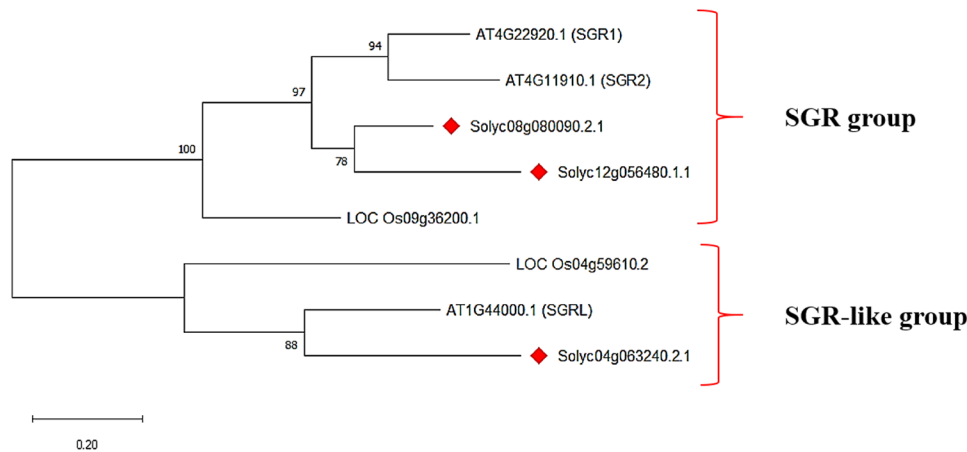 AT4G22920.1 (SGR1)
94
AT4G11910.1 (SGR2)
97
SGR group
Solyc08g080090.2.1
100
78
Solyc12g056480.1.1
LOC Os09g36200.1
LOC Os04g59610.2
AT1G44000.1 (SGRL)
SGR-like group
88
Solyc04g063240.2.1
0.20